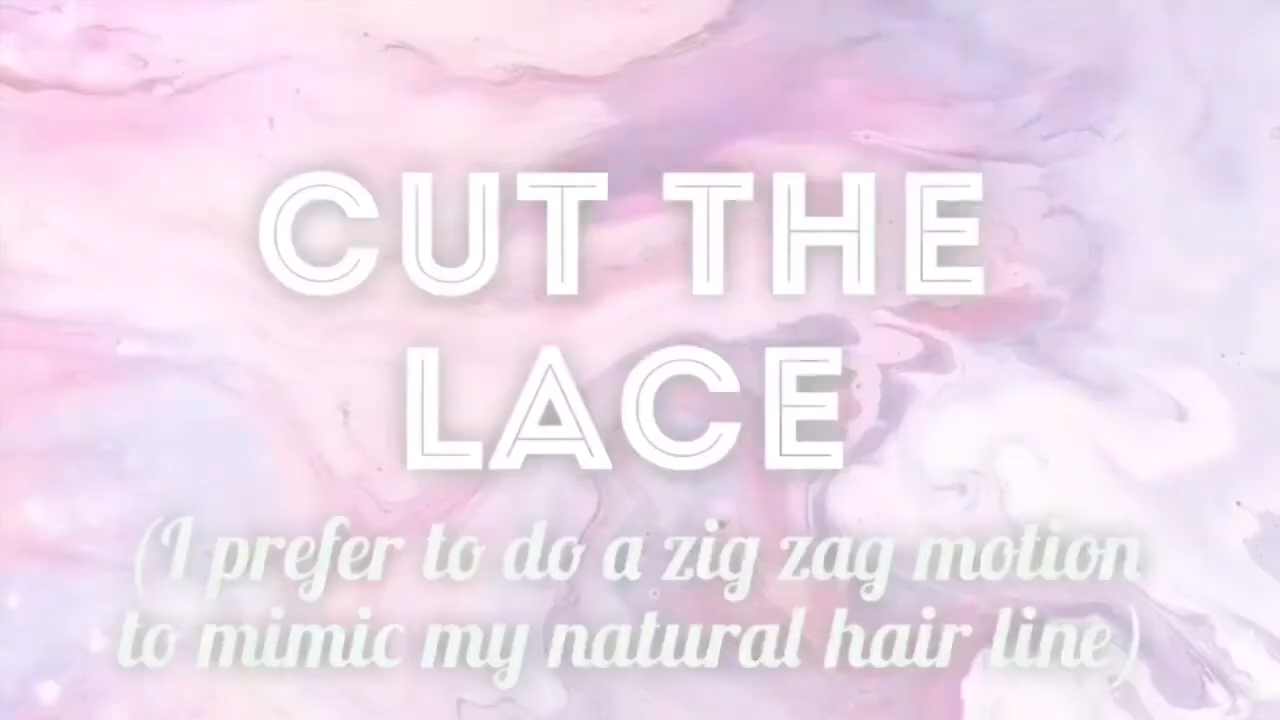 CUT THE
LACE
(I prefer to do a zig zag motion
to mimic my natural hair line)